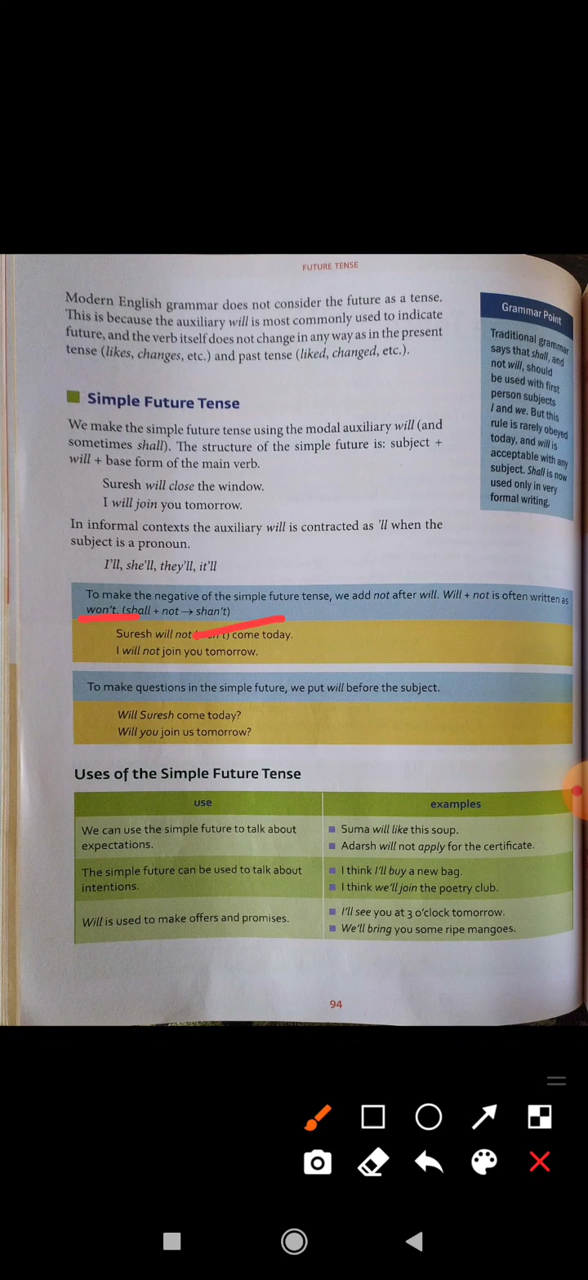 FUTURE TENSE
Modern English grammar does not consider the future as a tense.
This is because the auxiliary will is most commonly used to indicate
future, and the verb itself does not change in any way as in the present
tense (likes, changes, etc.) and past tense (liked, changed, etc.).
Grammar Point
Traditional grammar
says that shall, and
not will, should
be used with first
person subjects
I and we. But this
rule is rarely obeyed
today, and will is
acceptable with any
subject. Shall is now
used only in very
formal writing.
Simple Future Tense
We make the simple future tense using the modal auxiliary will (and
sometimes shall). The structure of the simple future is: subject +
will + base form of the main verb.
Suresh will close the window.
I will join you tomorrow.
In informal contexts the auxiliary will is contracted as 'll when the
subject is a pronoun.
I'll, she'll, they'll, it'll
To make the negative of the simple future tense, we add not after will. Will + not is often written as
won't. (shall + not → shan't)
Suresh will not come today.
I will not join you tomorrow.
To make questions in the simple future, we put will before the subject.
Will Suresh come today?
Will you join us tomorrow?
Uses of the Simple Future Tense
use examples
We can use the simple future to talk about
expectations.
Suma will like this soup.
Adarsh will not apply for the certificate.
The simple future can be used to talk about
intentions.
I think I'll buy a new bag.
I think we'll join the poetry club.
Will is used to make offers and promises.
I'll see you at 3 o'clock tomorrow.
We'll bring you some ripe mangoes.
94